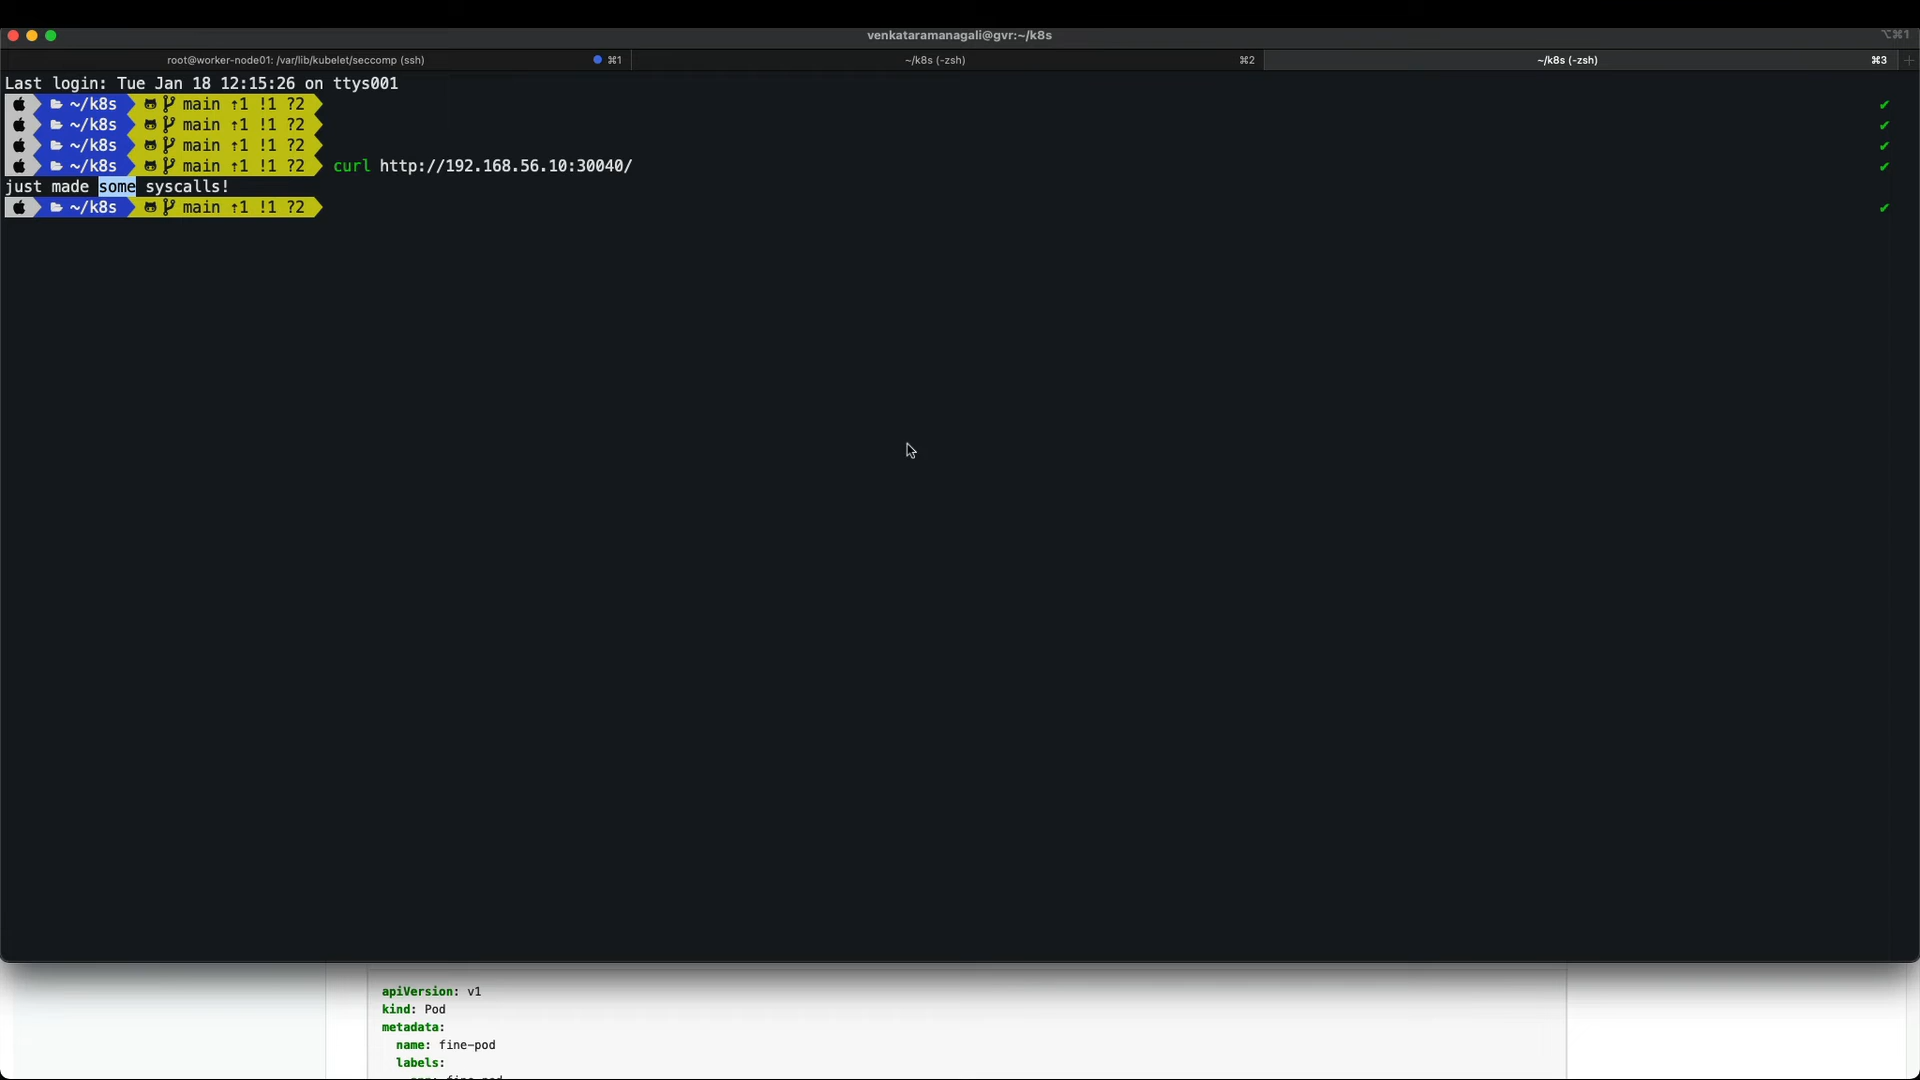 venkataramanagali@gvr:~/k8s
⌥⌘1
root@worker-node01: /var/lib/kubelet/seccomp (ssh) ⌘1
~/k8s (-zsh) ⌘2
~/k8s (-zsh) ⌘3
Last login: Tue Jan 18 12:15:26 on ttys001
~/k8s main ↑1 !1 ?2 ✔
~/k8s main ↑1 !1 ?2 ✔
~/k8s main ↑1 !1 ?2 ✔
~/k8s main ↑1 !1 ?2 curl http://192.168.56.10:30040/ ✔
just made some syscalls!
~/k8s main ↑1 !1 ?2 ✔
apiVersion: v1
kind: Pod
metadata:
name: fine-pod
labels: